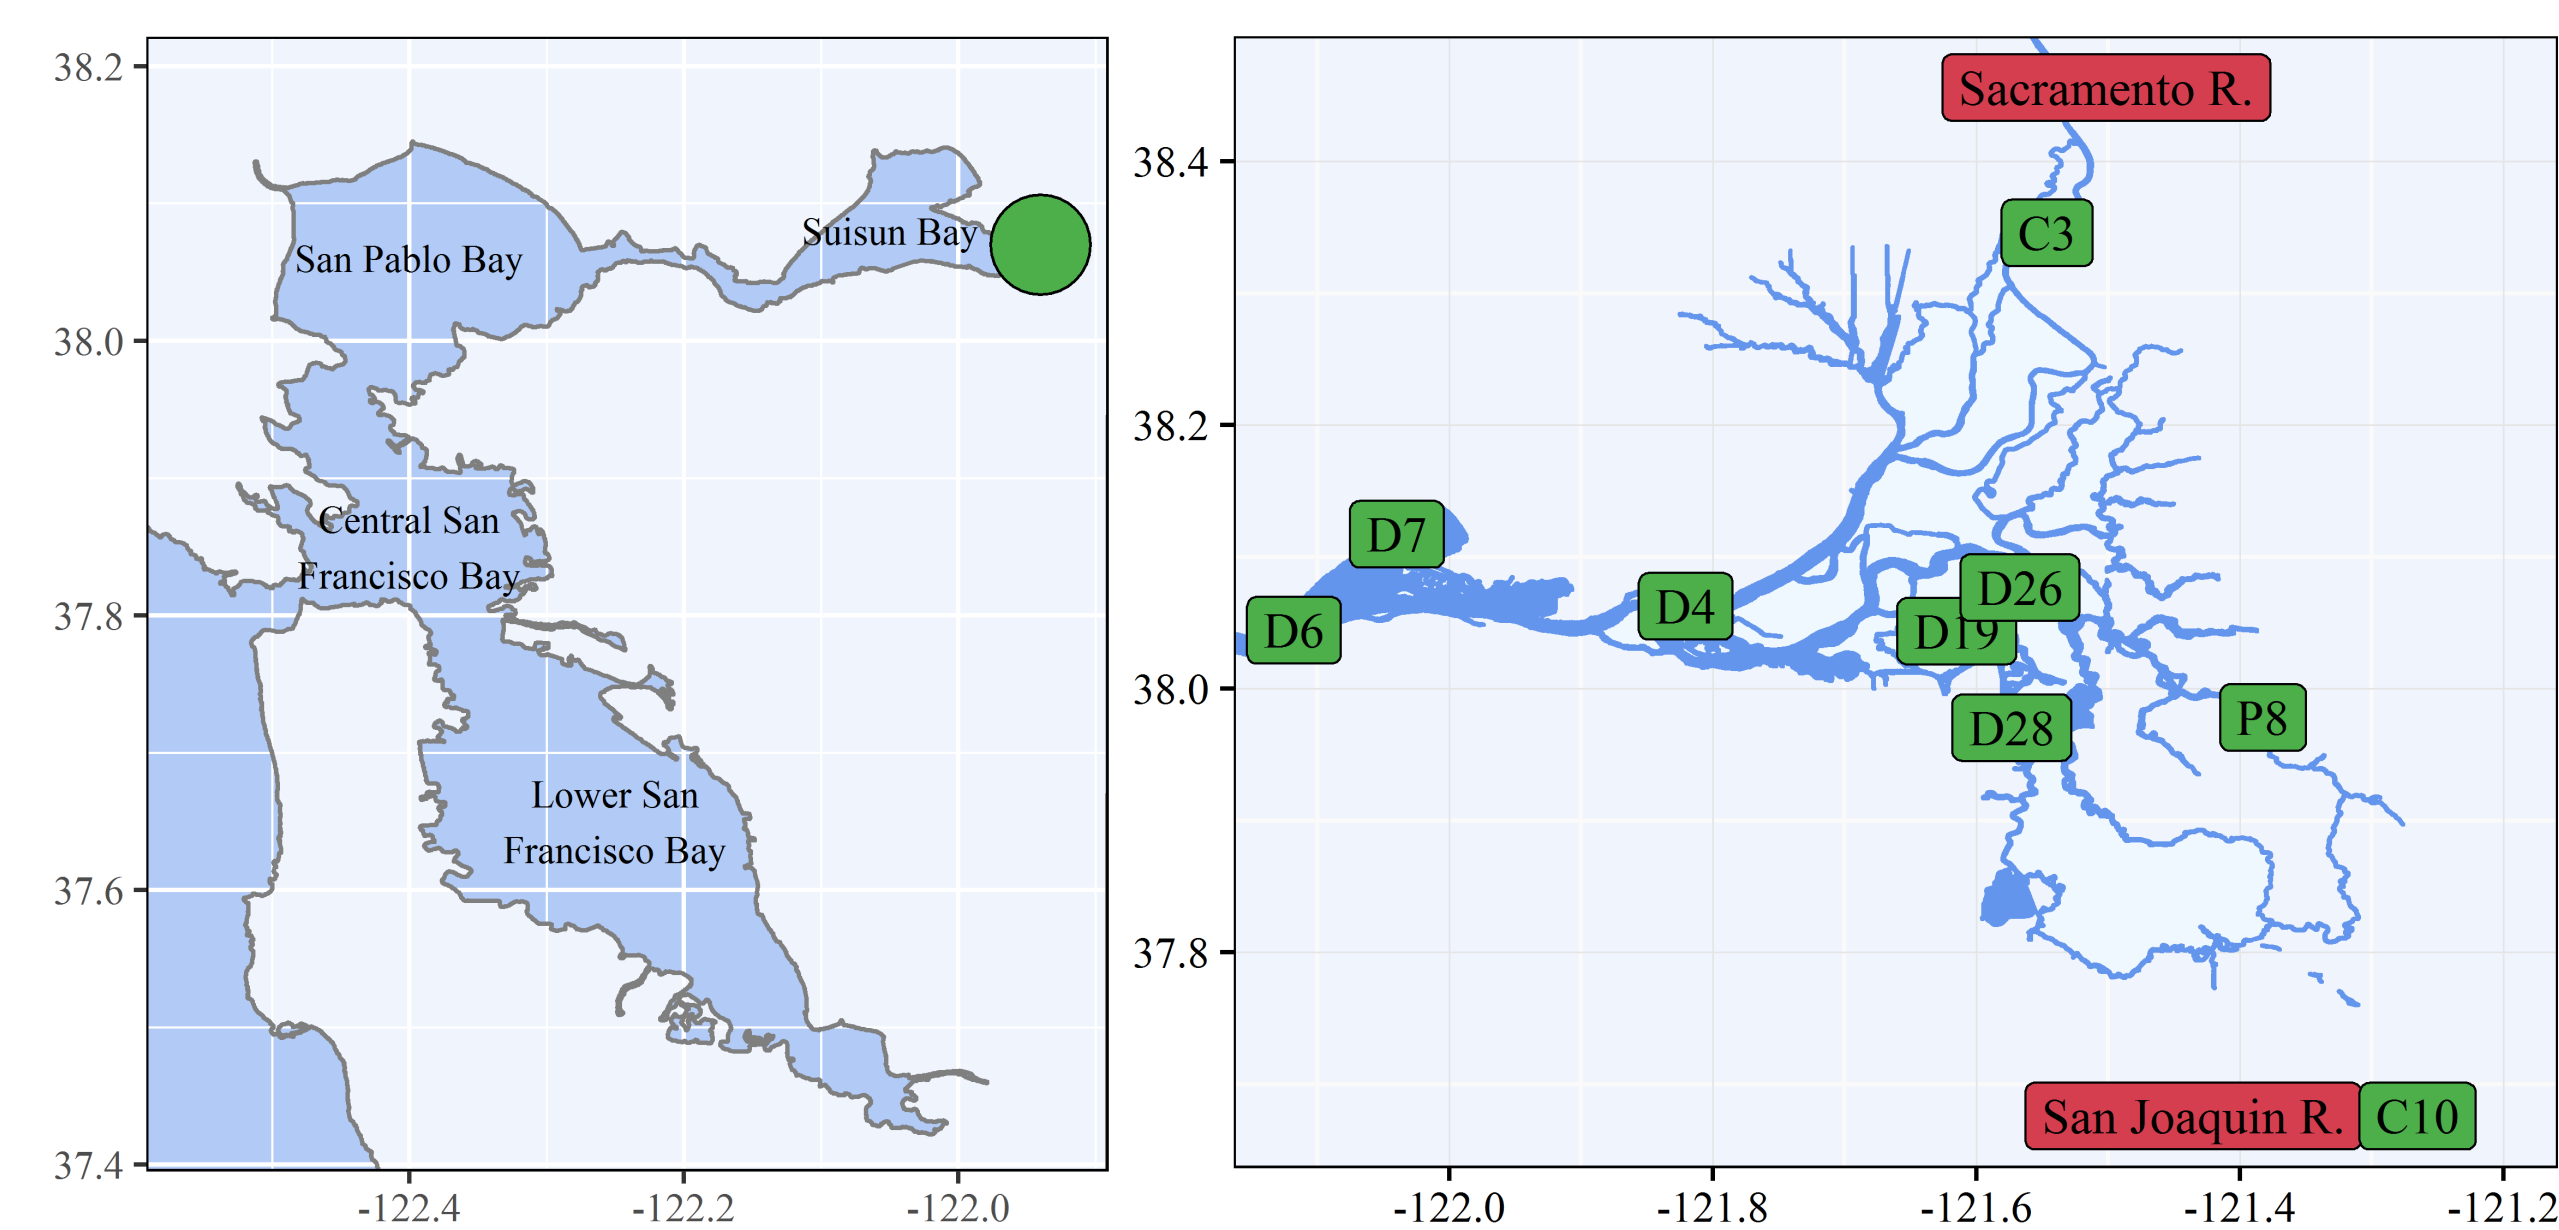 38.2
38.0
37.8
37.6
37.4
-122.4
-122.2
-122.0
San Pablo Bay
Suisun Bay
Central San
Francisco Bay
Lower San
Francisco Bay
38.4
38.2
38.0
37.8
-122.0
-121.8
-121.6
-121.4
-121.2
Sacramento R.
C3
D7
D6
D4
D26
D19
D28
P8
San Joaquin R.
C10